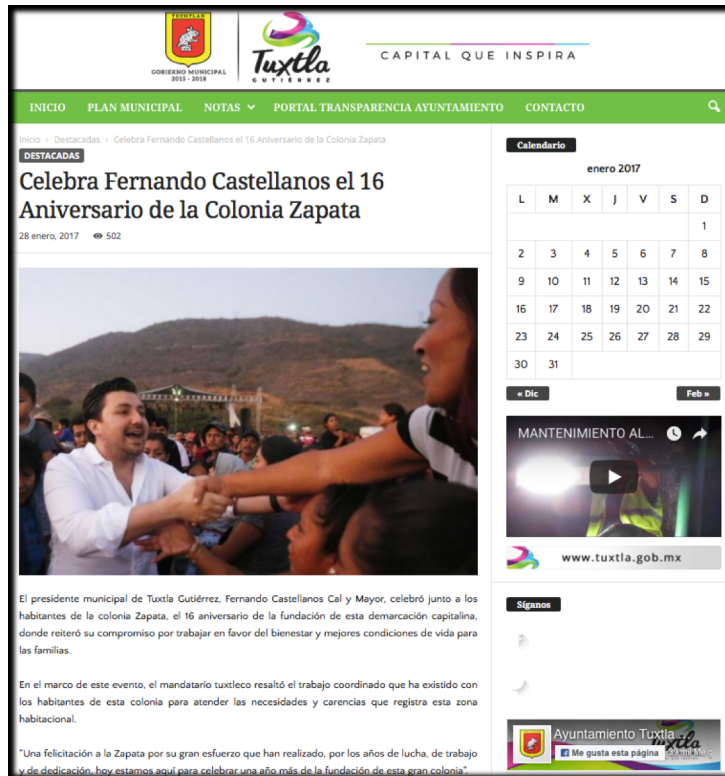 TUXTLAN
GOBIERNO MUNICIPAL
2015 - 2018
Tuxtla
GUTIÉRREZ
CAPITAL QUE INSPIRA
INICIO PLAN MUNICIPAL NOTAS PORTAL TRANSPARENCIA AYUNTAMIENTO CONTACTO
Inicio › Destacadas › Celebra Fernando Castellanos el 16 Aniversario de la Colonia Zapata
DESTACADAS
Celebra Fernando Castellanos el 16
Aniversario de la Colonia Zapata
28 enero, 2017 502
El presidente municipal de Tuxtla Gutiérrez, Fernando Castellanos Cal y Mayor, celebró junto a los
habitantes de la colonia Zapata, el 16 aniversario de la fundación de esta demarcación capitalina,
donde reiteró su compromiso por trabajar en favor del bienestar y mejores condiciones de vida para
las familias.
En el marco de este evento, el mandatario tuxtleco resaltó el trabajo coordinado que ha existido con
los habitantes de esta colonia para atender las necesidades y carencias que registra esta zona
habitacional.
"Una felicitación a la Zapata por su gran esfuerzo que han realizado, por los años de lucha, de trabajo
y de dedicación, hoy estamos aquí para celebrar una año más de la fundación de esta gran colonia".
Calendario
enero 2017
L M X J V S D
1
2 3 4 5 6 7 8
9 10 11 12 13 14 15
16 17 18 19 20 21 22
23 24 25 26 27 28 29
30 31
« Dic Feb »
MANTENIMIENTO AL...
www.tuxtla.gob.mx
Síganos
Ayuntamiento Tuxtla ...
Me gusta esta página